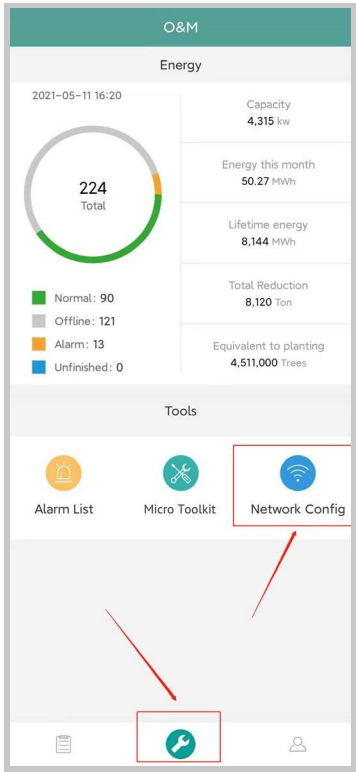 O&M
Energy
2021-05-11 16:20
224
Total
Normal: 90
Offline: 121
Alarm: 13
Unfinished: 0
Capacity
4,315 kw
Energy this month
50.27 MWh
Lifetime energy
8,144 MWh
Total Reduction
8,120 Ton
Equivalent to planting
4,511,000 Trees
Tools
Alarm List
Micro Toolkit
Network Config